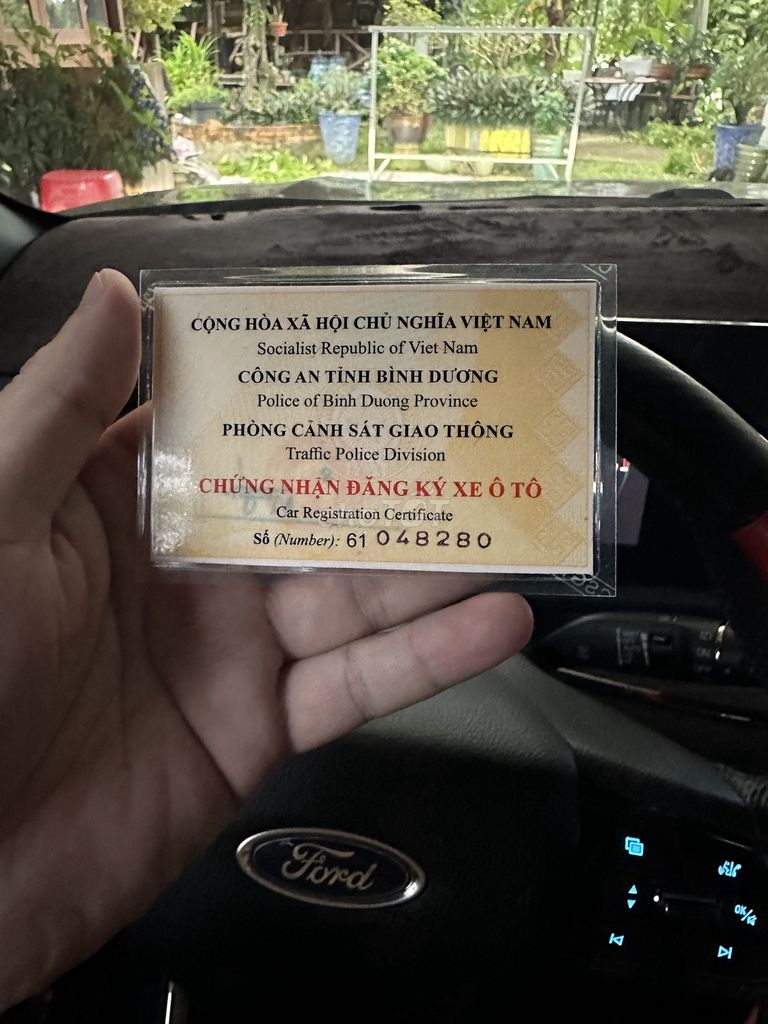 CỘNG HÒA XÃ HỘI CHỦ NGHĨA VIỆT NAM
Socialist Republic of Viet Nam
CÔNG AN TỈNH BÌNH DƯƠNG
Police of Binh Duong Province
PHÒNG CẢNH SÁT GIAO THÔNG
Traffic Police Division
CHỨNG NHẬN ĐĂNG KÝ XE Ô TÔ
Car Registration Certificate
Số (Number): 61 048280
Ford
OK/